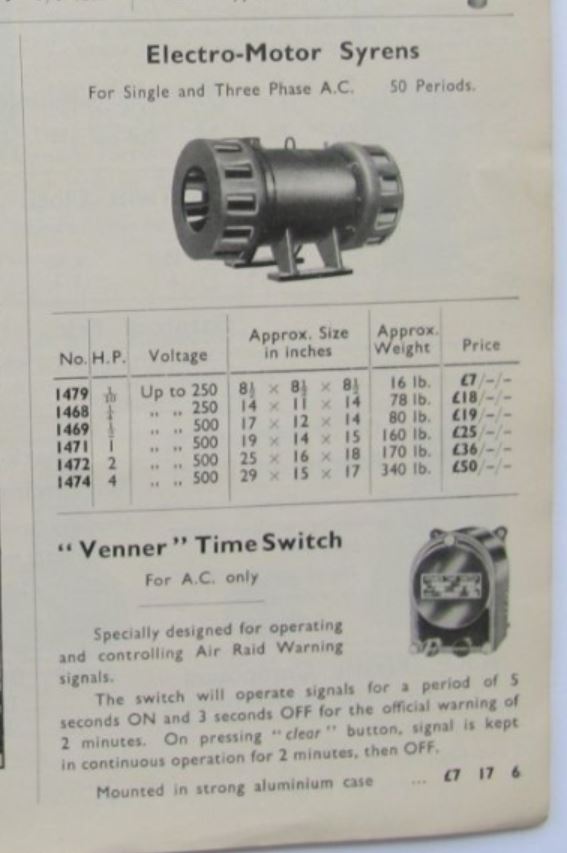 Electro-Motor Syrens
For Single and Three Phase A.C. 50 Periods.
No. H.P. Voltage Approx. Size in inches Approx. Weight Price
1479 1/10 Up to 250 8½ × 8½ × 8½ 16 lb. £7/-/-
1468 ¼ ,, ,, 250 14 × 11 × 14 78 lb. £18/-/-
1469 ½ ,, ,, 500 17 × 12 × 14 80 lb. £19/-/-
1471 1 ,, ,, 500 19 × 14 × 15 160 lb. £25/-/-
1472 2 ,, ,, 500 25 × 16 × 18 170 lb. £36/-/-
1474 4 ,, ,, 500 29 × 15 × 17 340 lb. £50/-/-
“ Venner ” Time Switch
For A.C. only
Specially designed for operating
and controlling Air Raid Warning
signals.
The switch will operate signals for a period of 5
seconds ON and 3 seconds OFF for the official warning of
2 minutes. On pressing “clear” button, signal is kept
in continuous operation for 2 minutes, then OFF.
Mounted in strong aluminium case ... £7 17 6